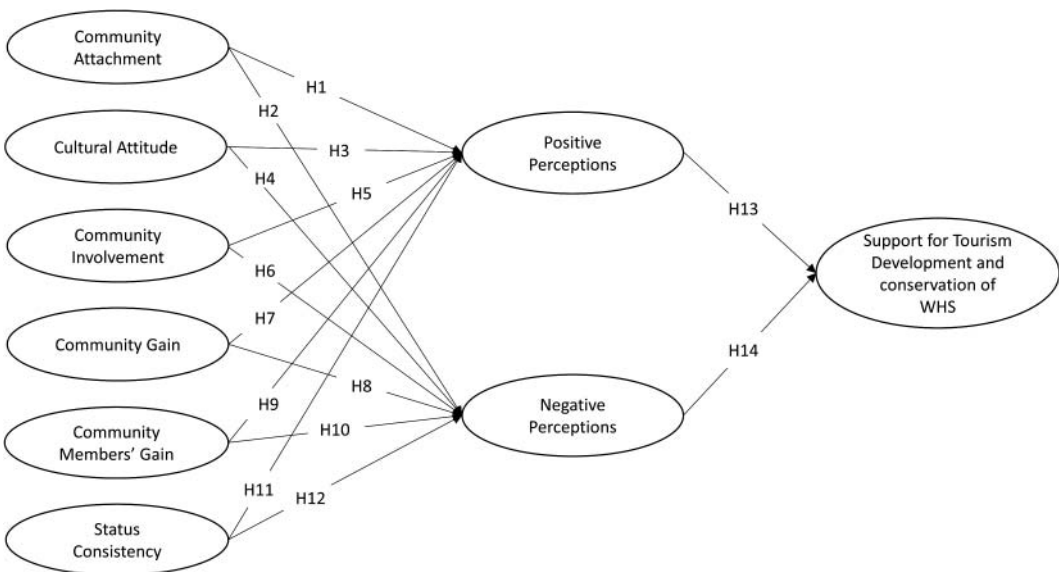 Community
Attachment
H1
H2
Cultural Attitude
H3
H4
Positive
Perceptions
H5
Community
Involvement
H6
H13
Support for Tourism
Development and
conservation of
WHS
Community Gain
H7
H8
H14
H9
Community
Members' Gain
H10
Negative
Perceptions
H11
H12
Status
Consistency